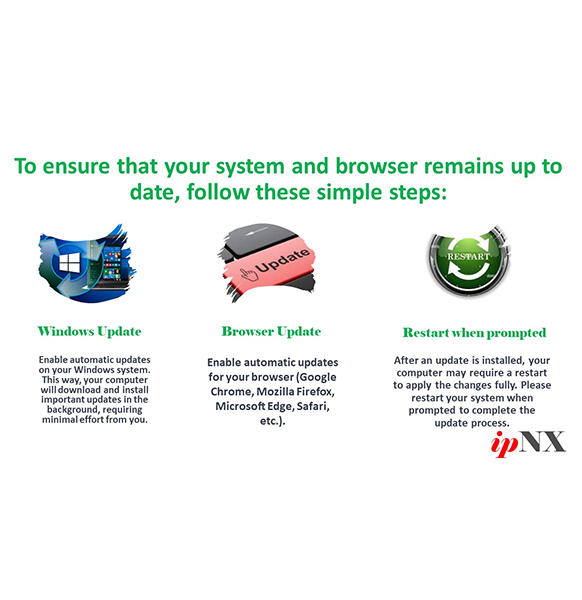 To ensure that your system and browser remains up to
date, follow these simple steps:
Update
RESTART
Windows Update
Enable automatic updates
on your Windows system.
This way, your computer
will download and install
important updates in the
background, requiring
minimal effort from you.
Browser Update
Enable automatic updates
for your browser (Google
Chrome, Mozilla Firefox,
Microsoft Edge, Safari,
etc.).
Restart when prompted
After an update is installed, your
computer may require a restart
to apply the changes fully. Please
restart your system when
prompted to complete the
update process.
ipNX